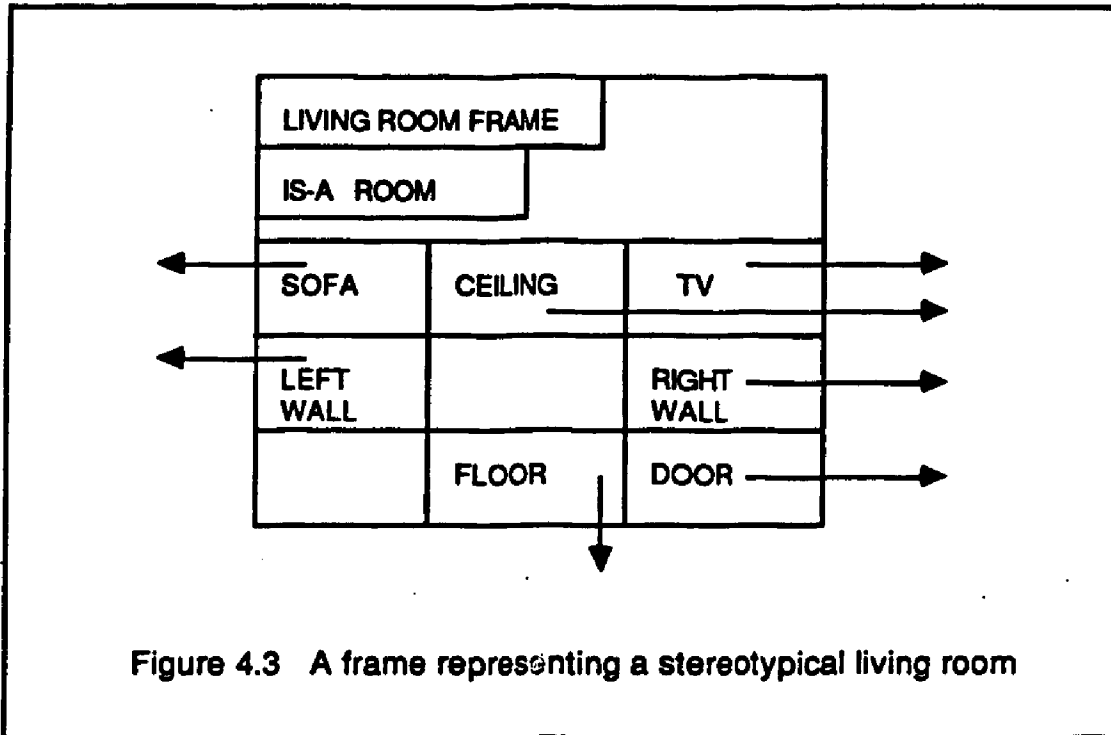 LIVING ROOM FRAME
IS-A ROOM
SOFA CEILING TV
LEFT WALL
RIGHT WALL
FLOOR DOOR
Figure 4.3 A frame representing a stereotypical living room